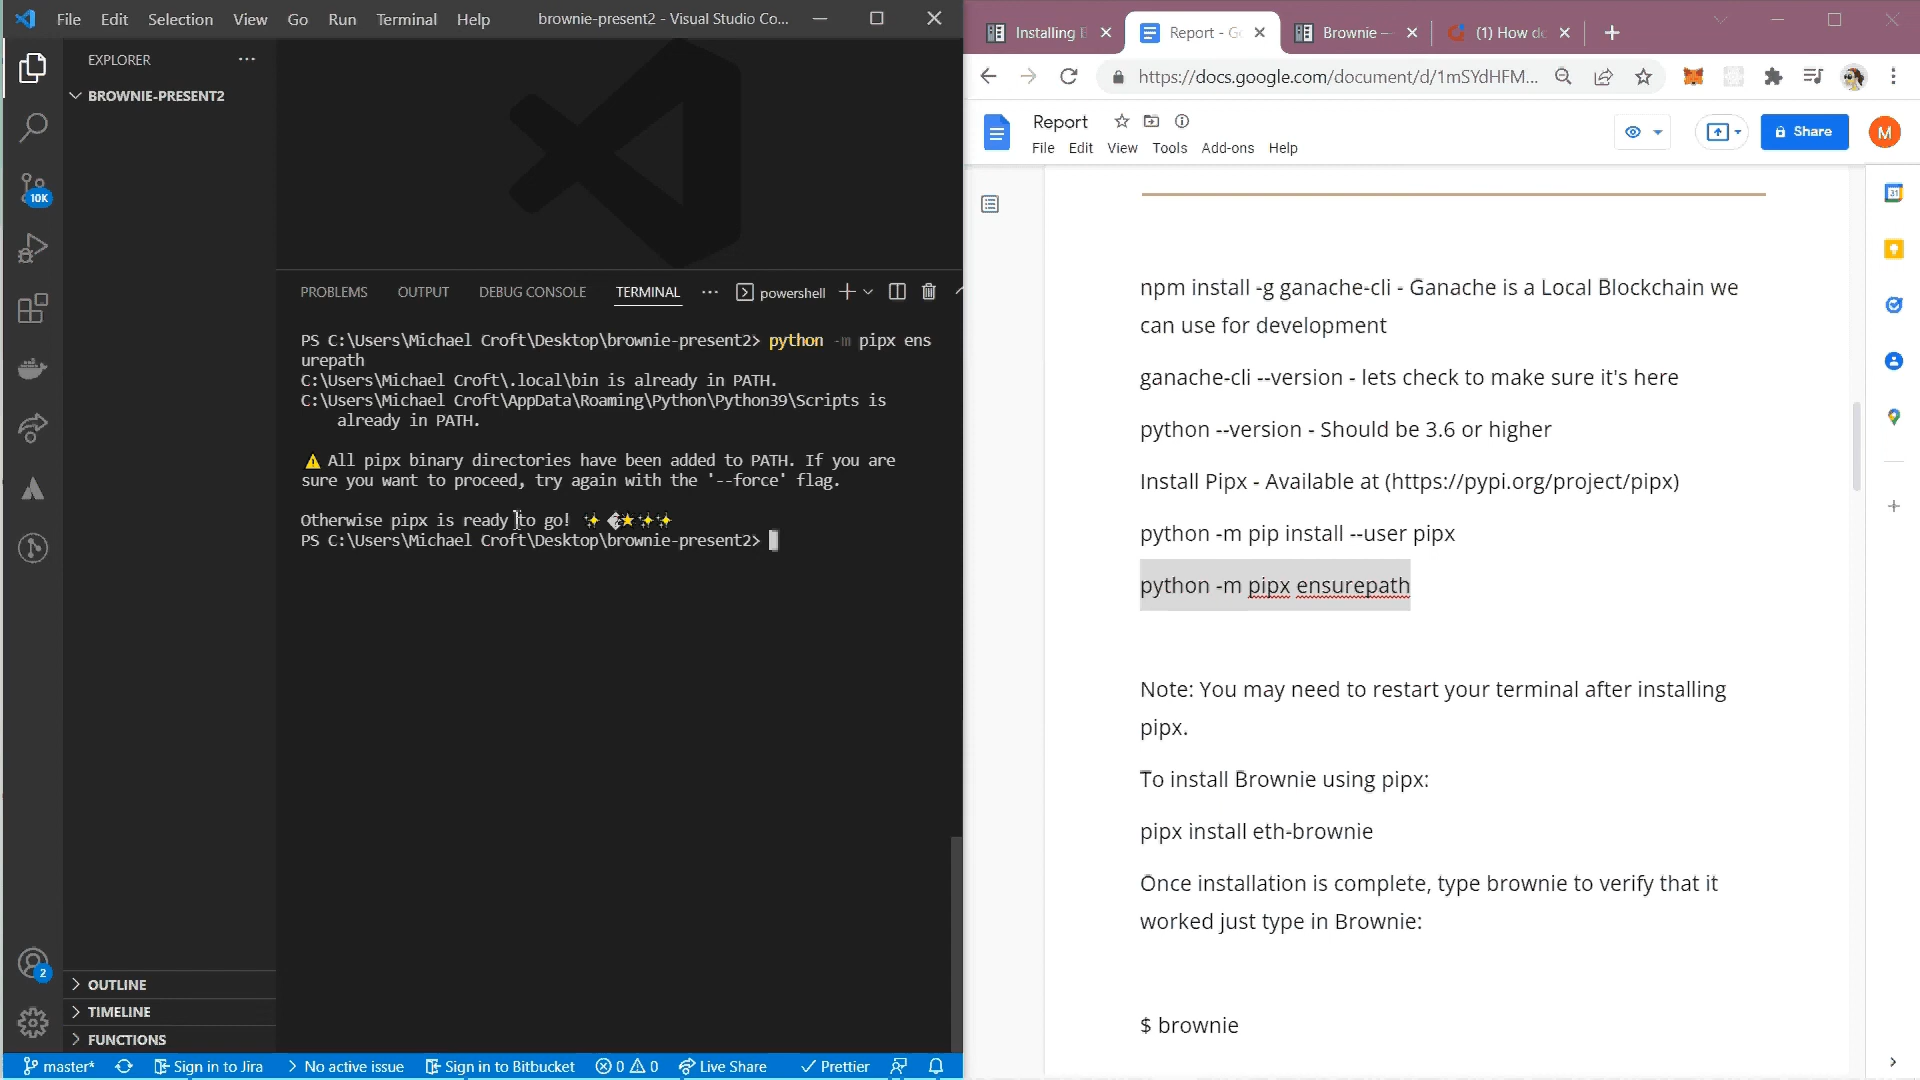 File Edit Selection View Go Run Terminal Help
brownie-present2 - Visual Studio Co...
EXPLORER
BROWNIE-PRESENT2
10K
PROBLEMS OUTPUT DEBUG CONSOLE TERMINAL
powershell
PS C:\Users\Michael Croft\Desktop\brownie-present2> python -m pipx ens
urepath
C:\Users\Michael Croft\.local\bin is already in PATH.
C:\Users\Michael Croft\AppData\Roaming\Python\Python39\Scripts is
already in PATH.
⚠ All pipx binary directories have been added to PATH. If you are
sure you want to proceed, try again with the '--force' flag.
Otherwise pipx is ready to go! ✨ �⭐✨✨
PS C:\Users\Michael Croft\Desktop\brownie-present2>
2
OUTLINE
TIMELINE
FUNCTIONS
master* Sign in to Jira No active issue Sign in to Bitbucket 0 0 Live Share Prettier
Installing Report - G Brownie — (1) How d
https://docs.google.com/document/d/1mSYdHFM...
Report
Share
M
File Edit View Tools Add-ons Help
31
npm install -g ganache-cli - Ganache is a Local Blockchain we
can use for development
ganache-cli --version - lets check to make sure it's here
python --version - Should be 3.6 or higher
Install Pipx - Available at (https://pypi.org/project/pipx)
python -m pip install --user pipx
python -m pipx ensurepath
Note: You may need to restart your terminal after installing
pipx.
To install Brownie using pipx:
pipx install eth-brownie
Once installation is complete, type brownie to verify that it
worked just type in Brownie:
$ brownie